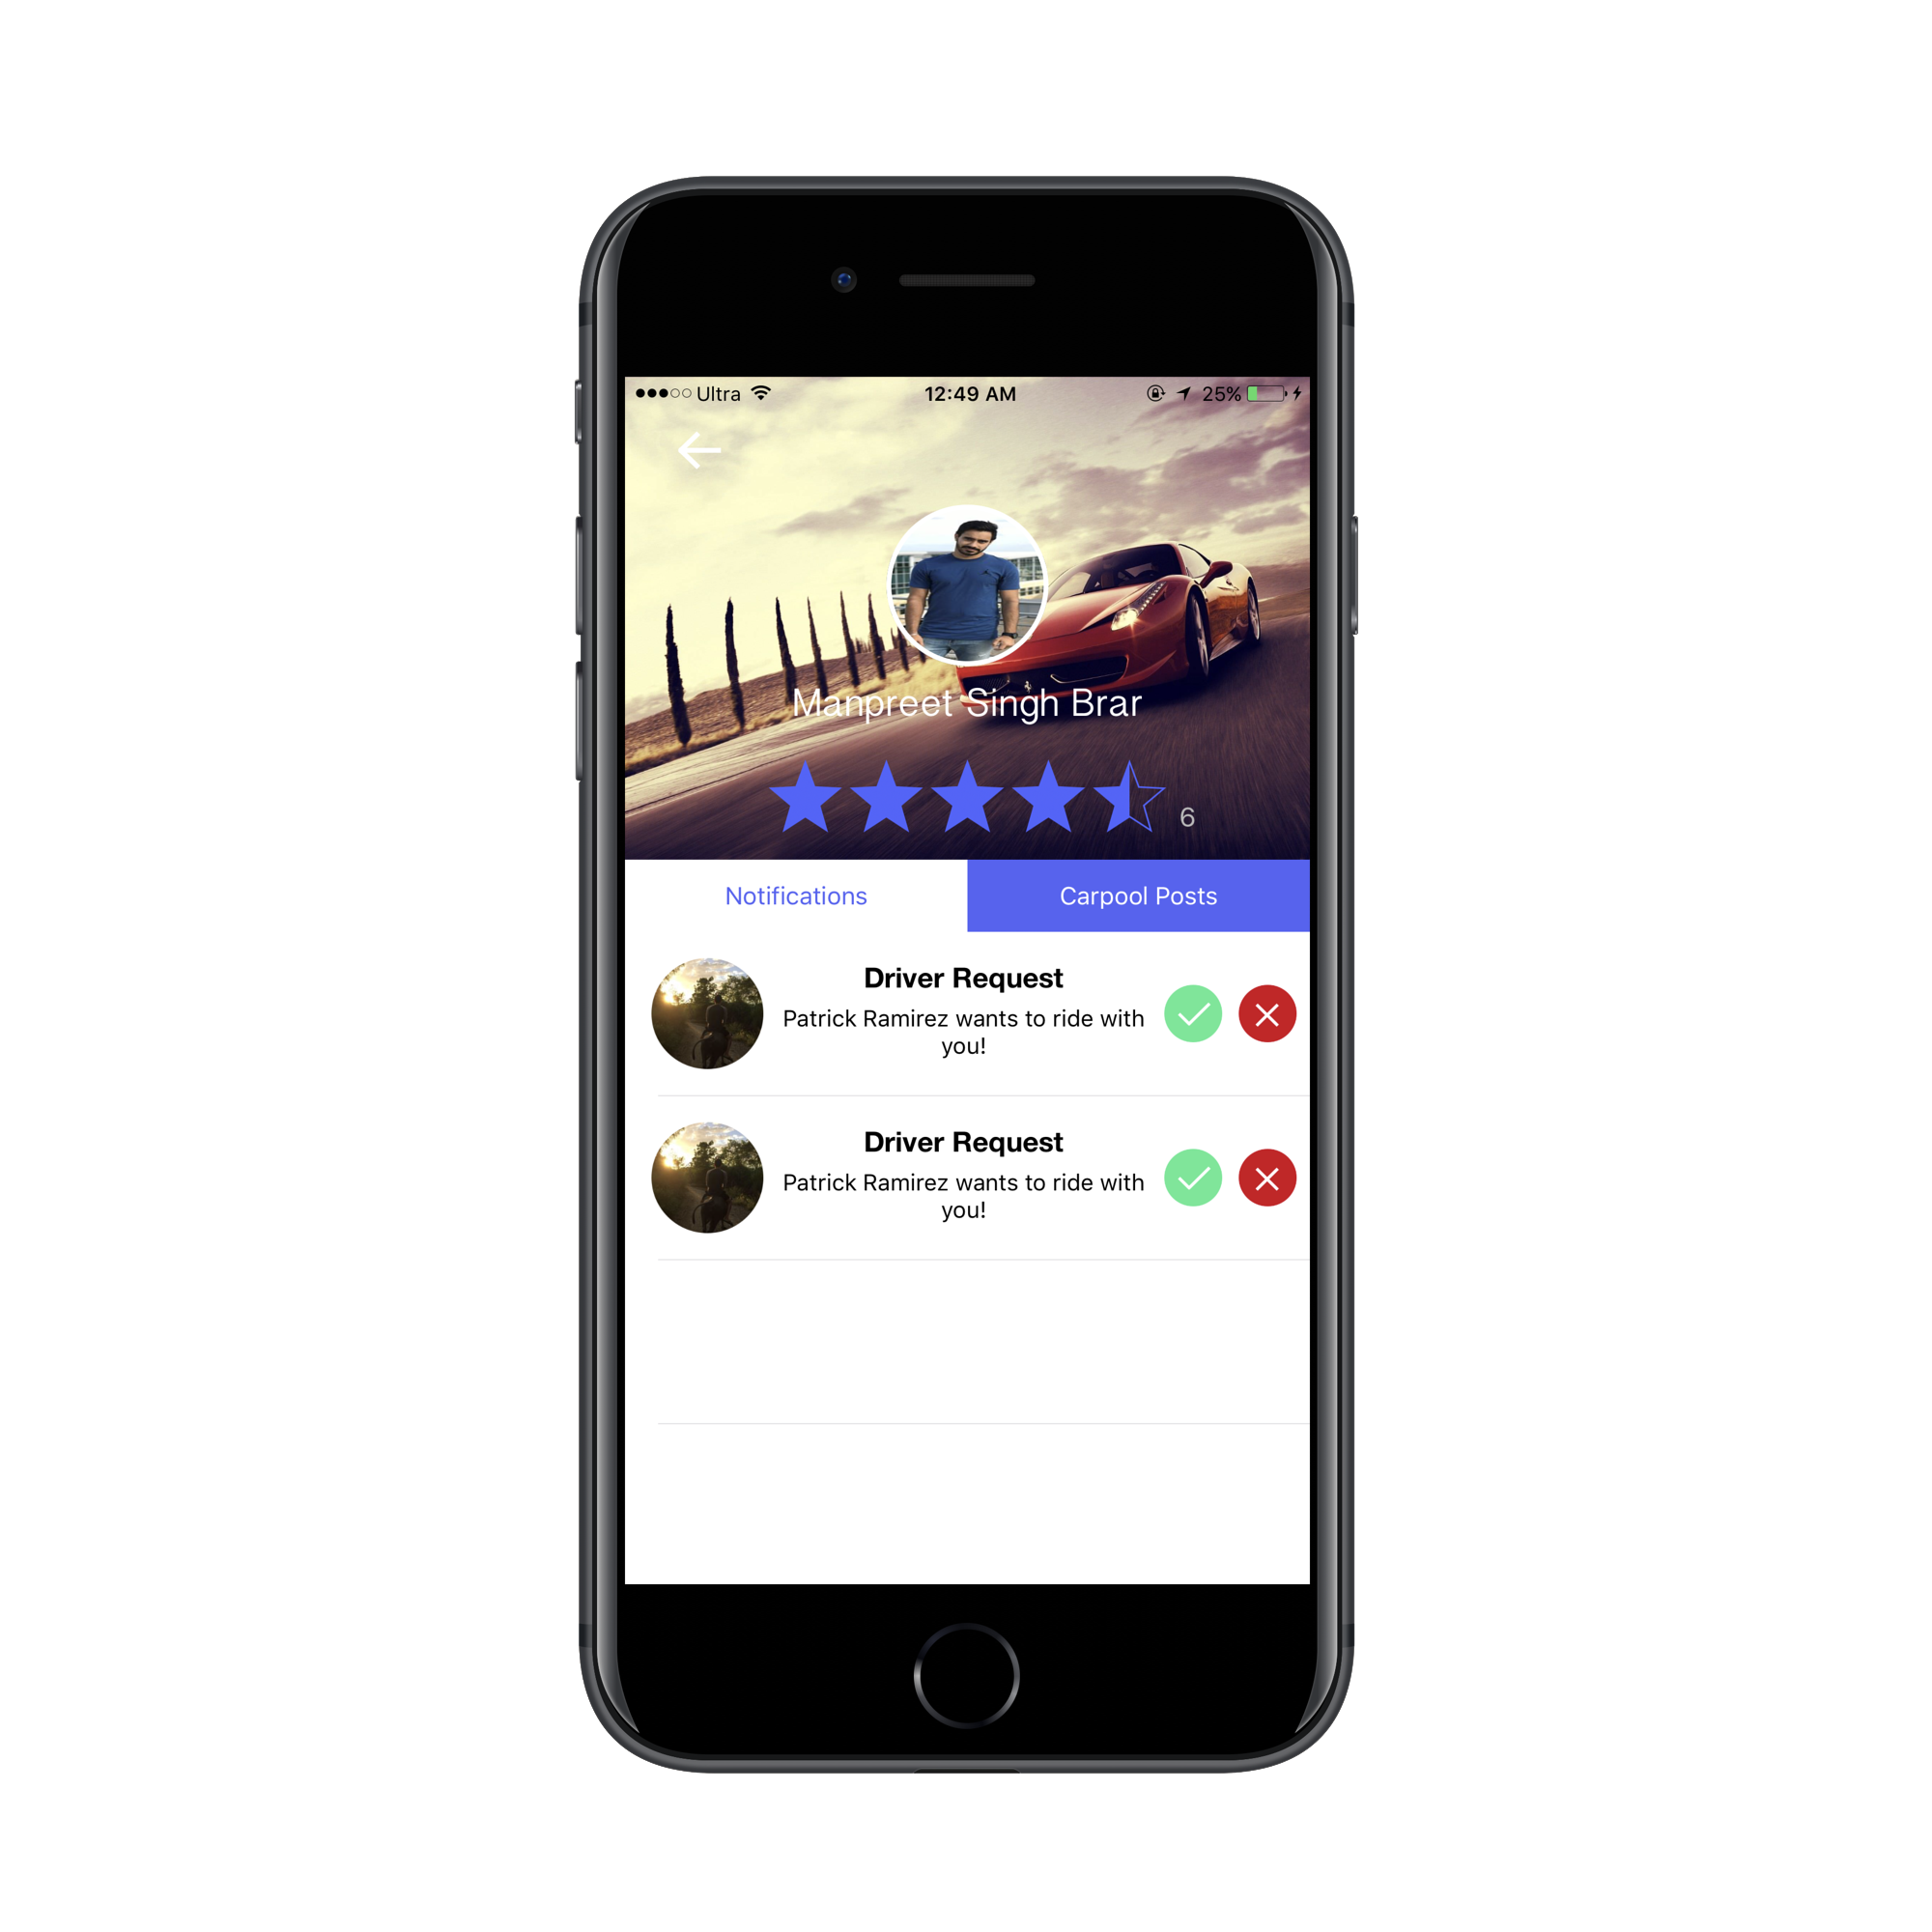 Ultra 12:49 AM 25%
Manpreet Singh Brar
6
Notifications Carpool Posts
Driver Request
Patrick Ramirez wants to ride with
you!
Driver Request
Patrick Ramirez wants to ride with
you!